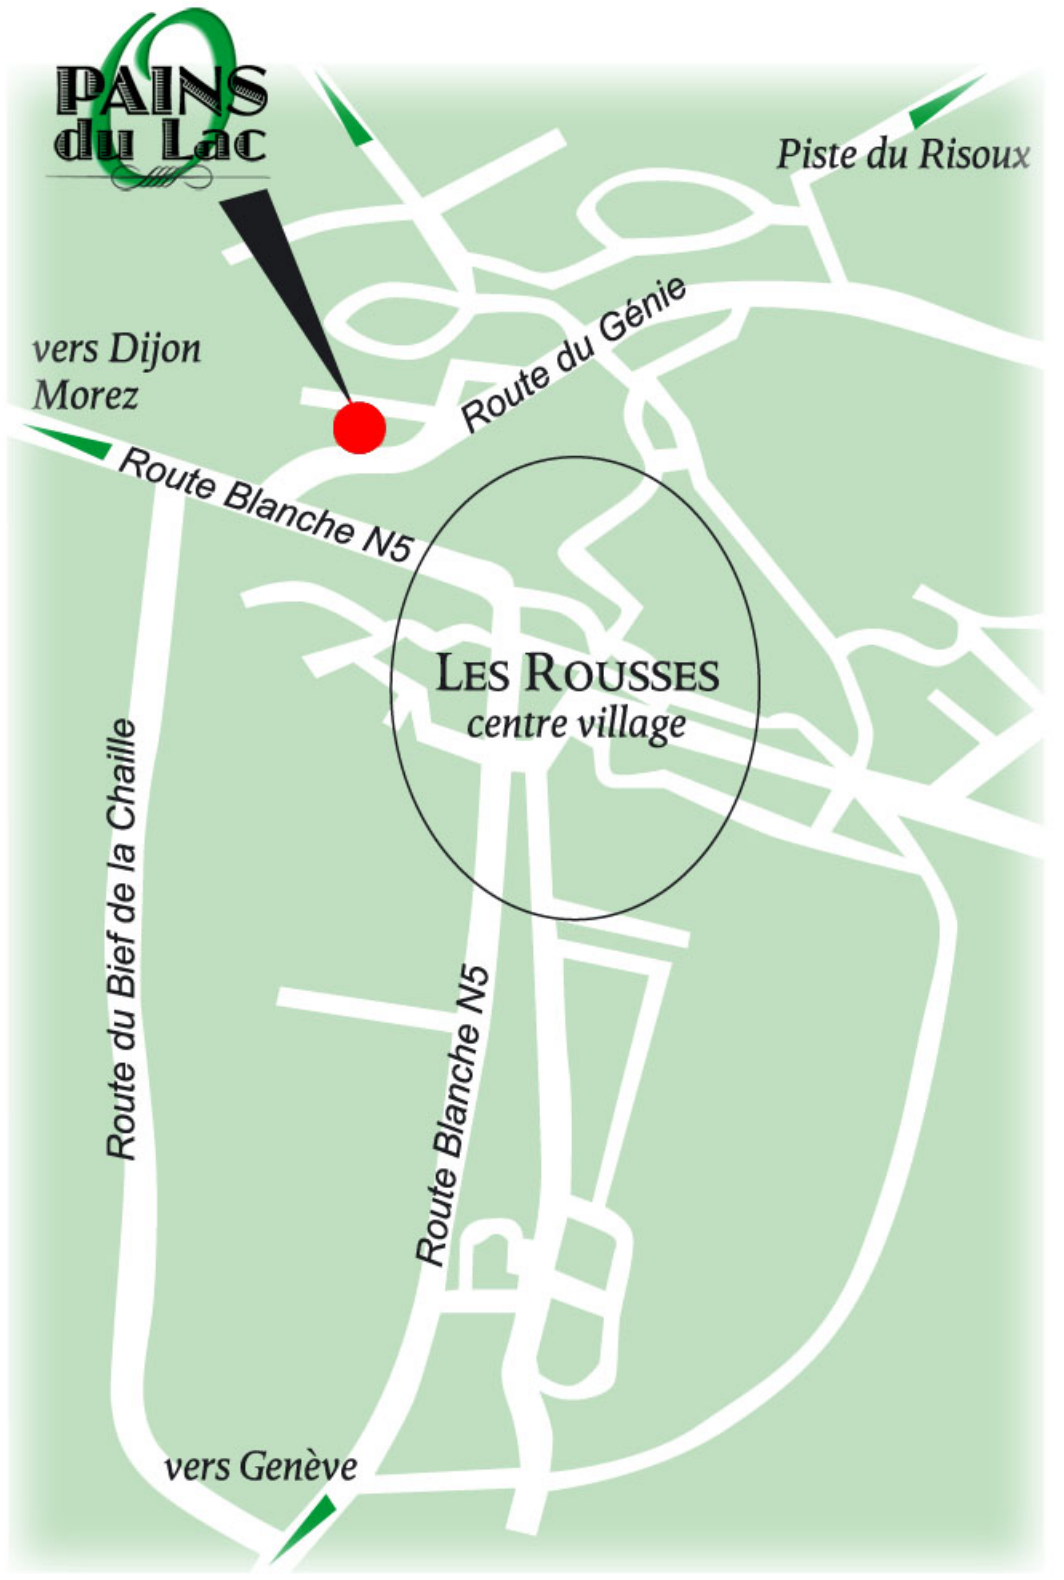 Ô
PAINS
du Lac
Piste du Risoux
vers Dijon
Morez
Route du Génie
Route Blanche N5
LES ROUSSES
centre village
Route du Bief de la Chaille
Route Blanche N5
vers Genève